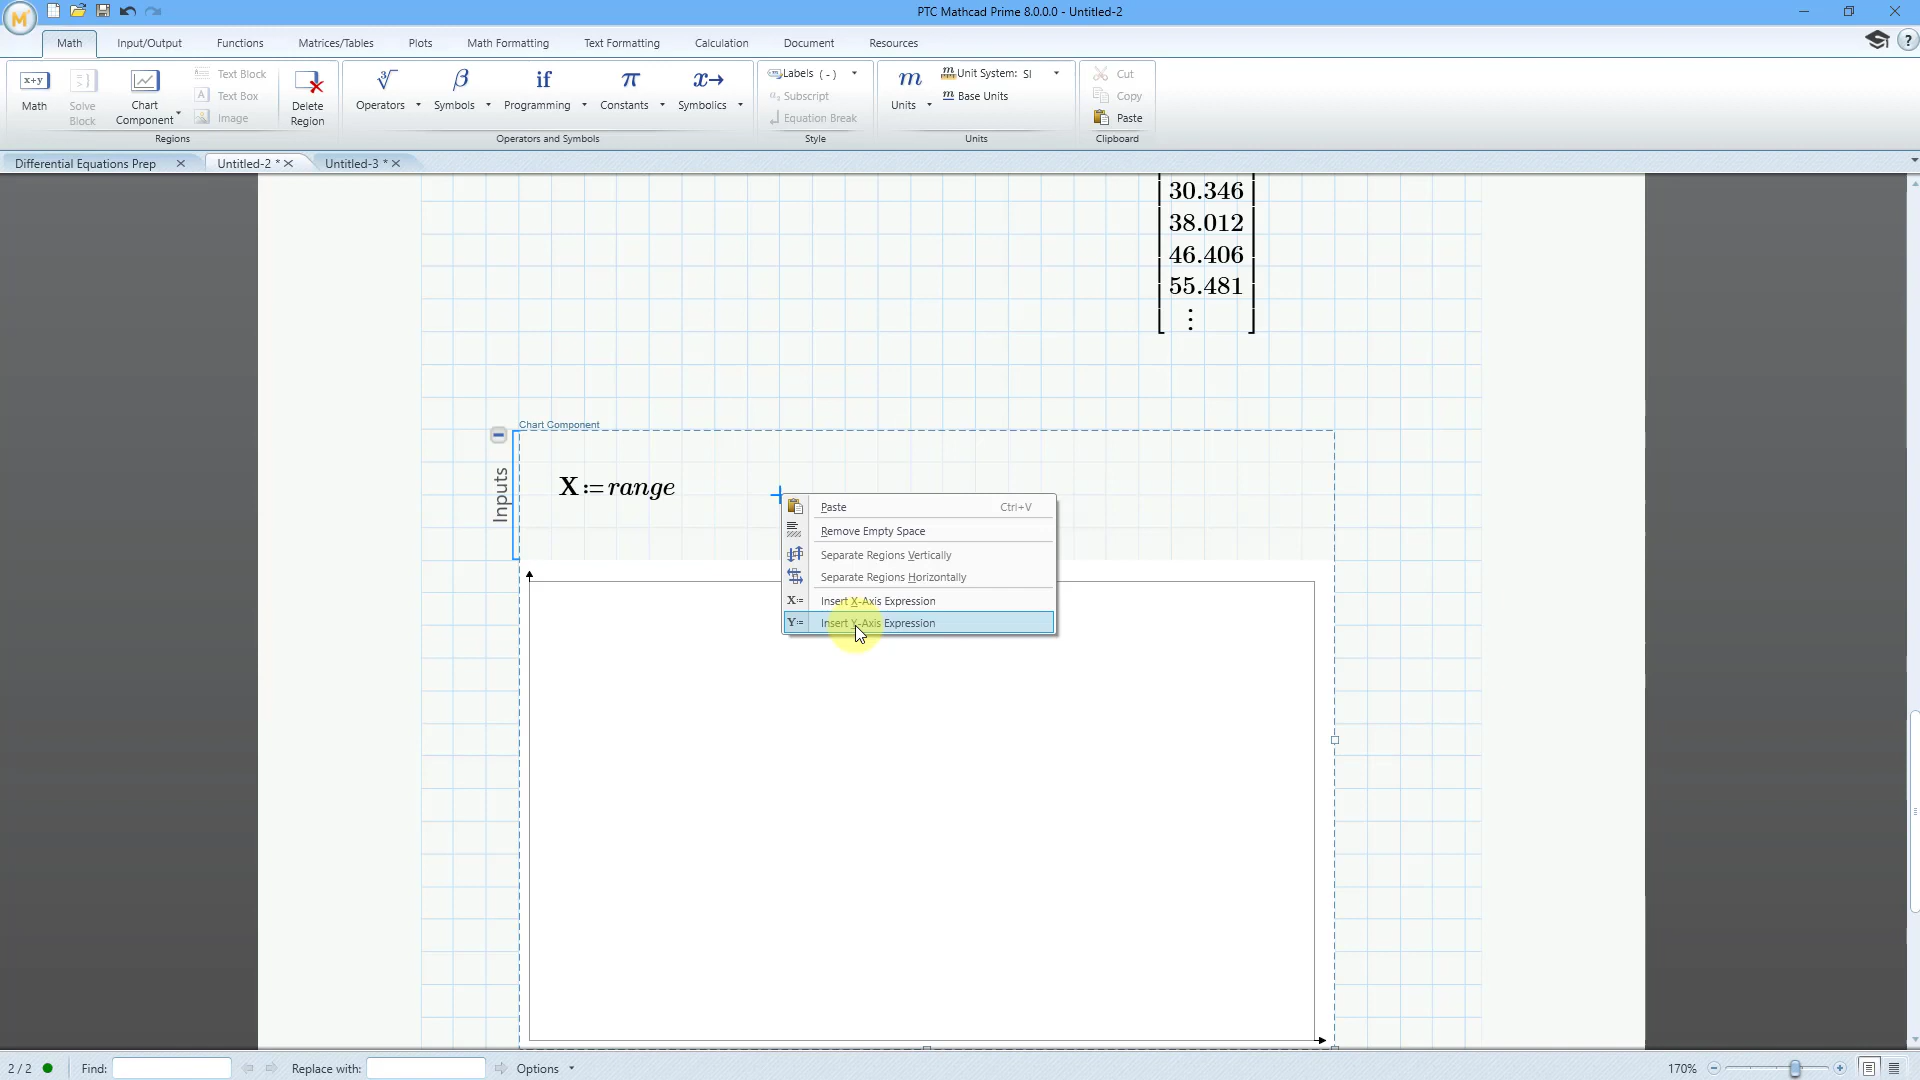 PTC Mathcad Prime 8.0.0.0 - Untitled-2
Math Input/Output Functions Matrices/Tables Plots Math Formatting Text Formatting Calculation Document Resources
Math
Solve Block
Chart Component
Text Block
Text Box
Image
Delete Region
Regions
Operators
Symbols
if
Programming
π
Constants
Symbolics
Operators and Symbols
Labels (-)
Subscript
Equation Break
Style
Units
Unit System: SI
Base Units
Units
Cut
Copy
Paste
Clipboard
Differential Equations Prep
Untitled-2 *
Untitled-3 *
30.346
38.012
46.406
55.481
⋮
Chart Component
Inputs
X:=range
Paste Ctrl+V
Remove Empty Space
Separate Regions Vertically
Separate Regions Horizontally
X:= Insert X-Axis Expression
Y:= Insert Y-Axis Expression
2 / 2 Find: Replace with: Options 170%